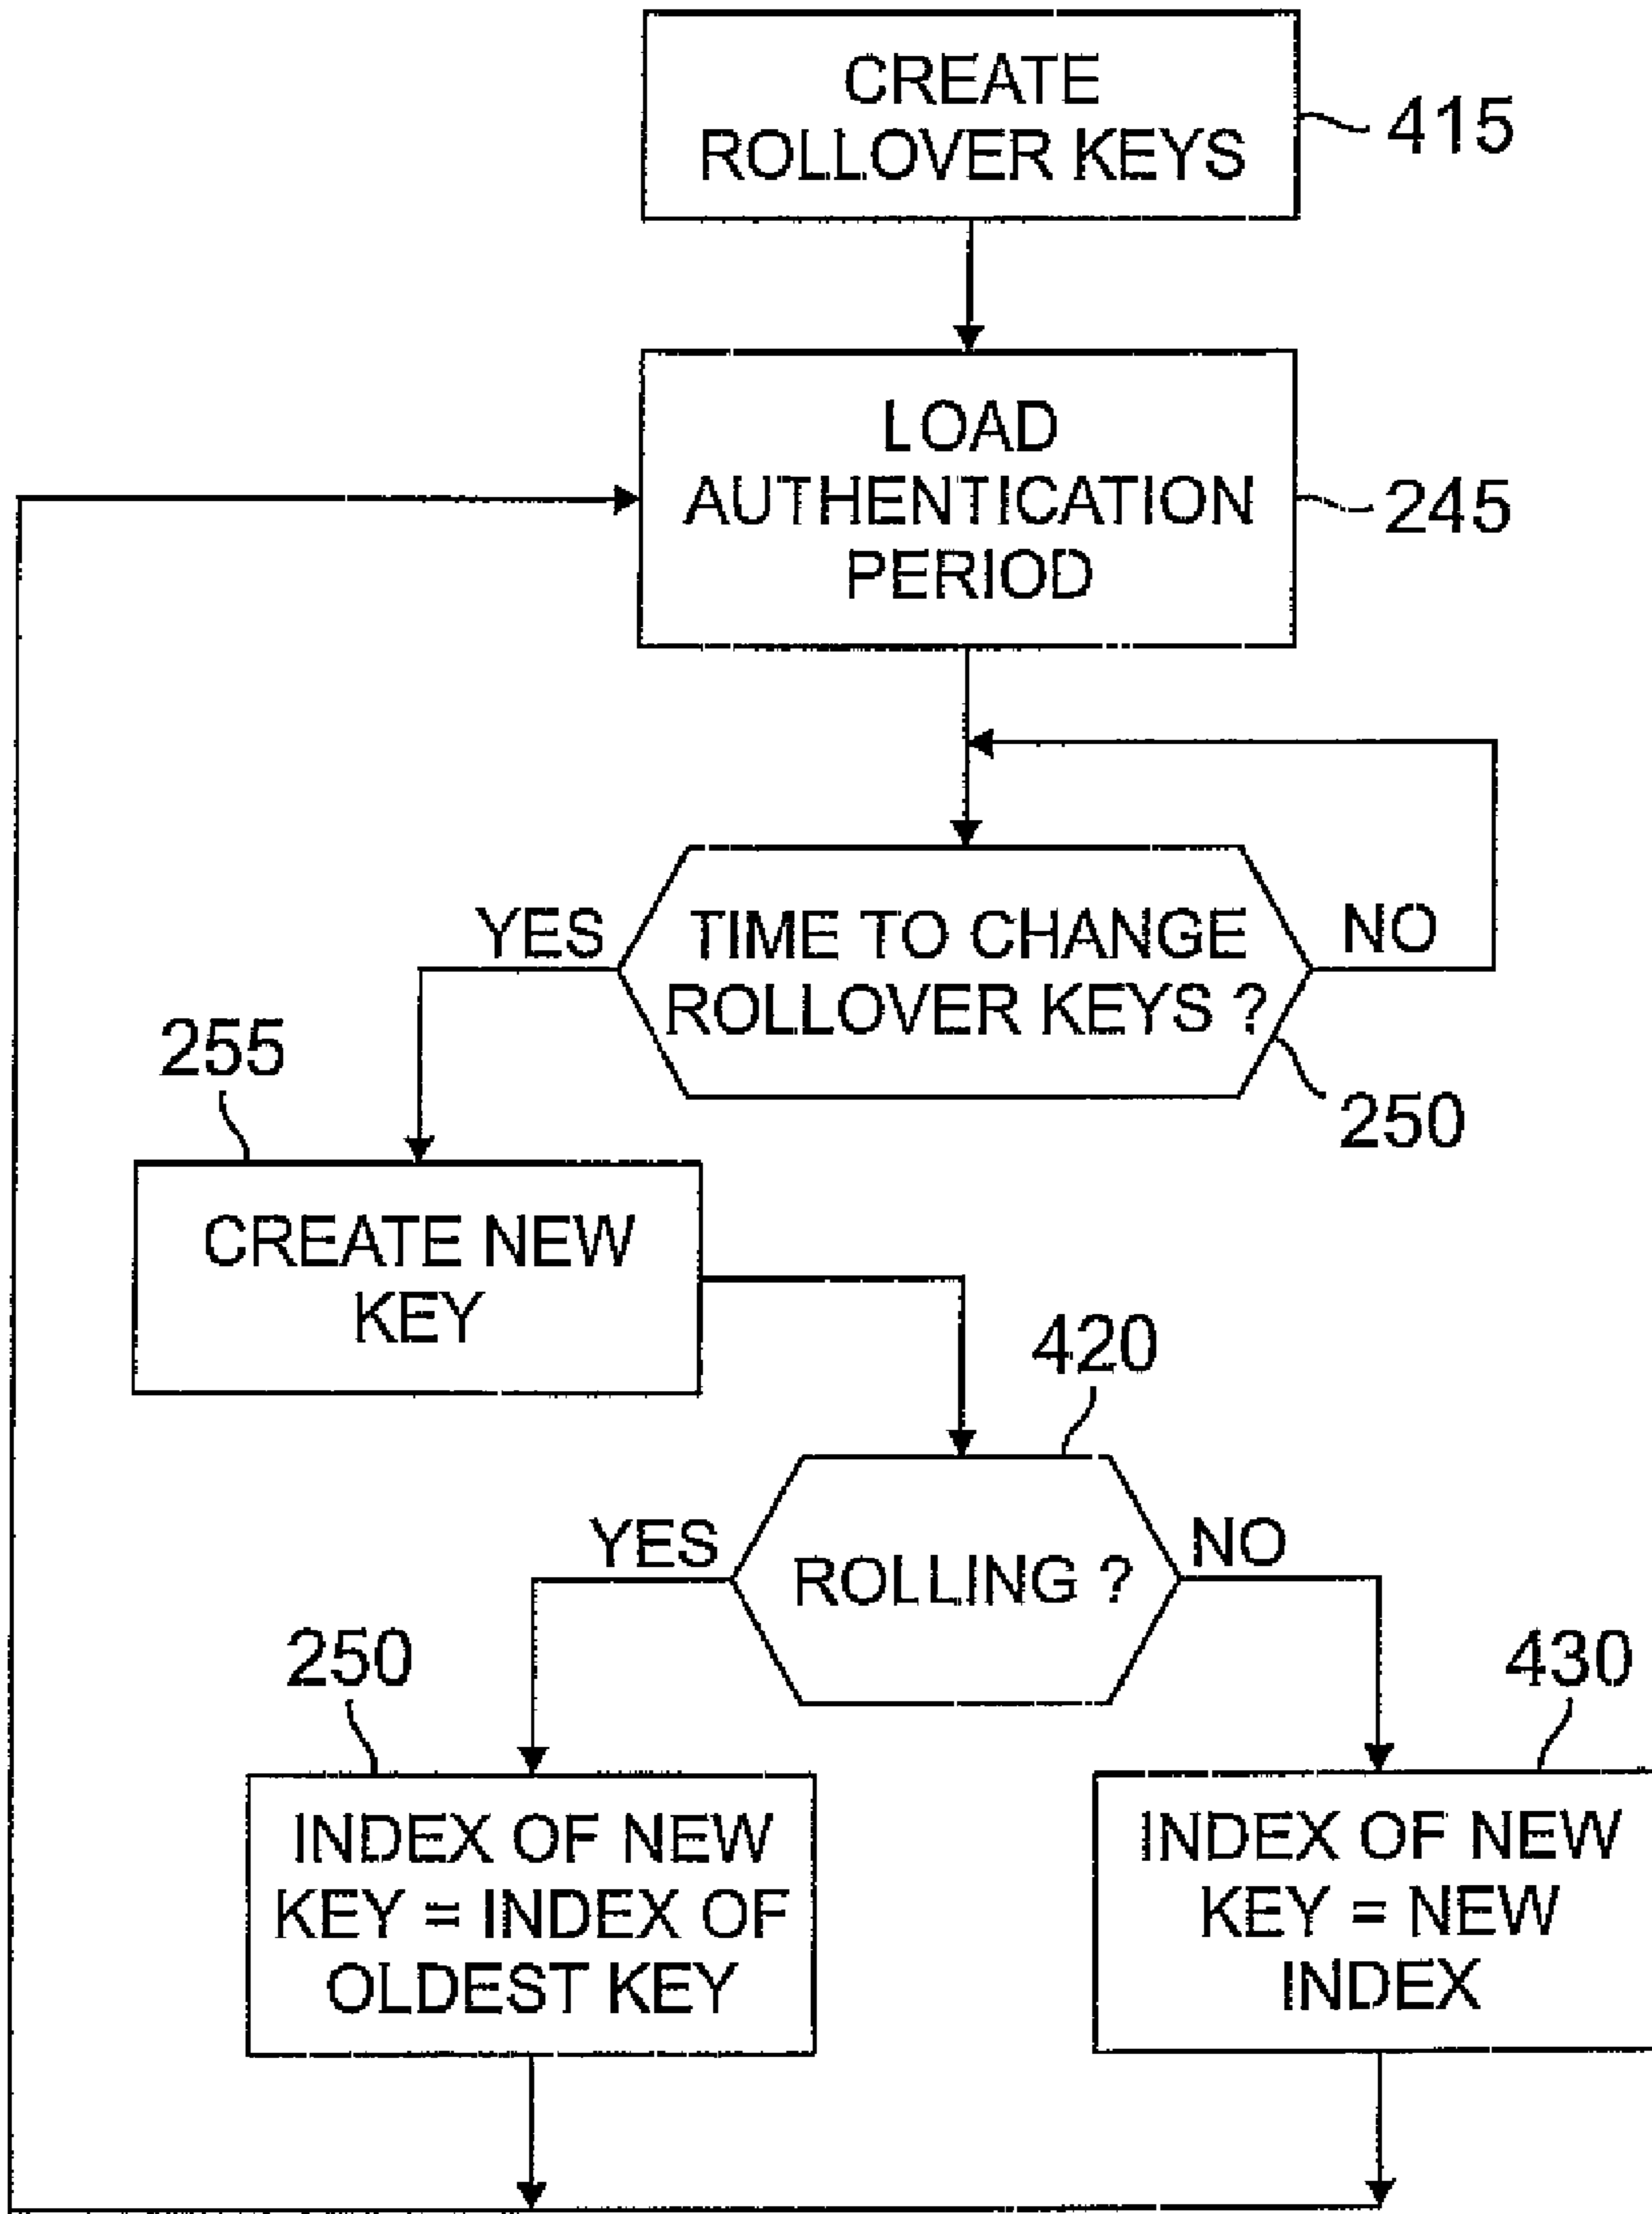 CREATE
ROLLOVER KEYS
415
LOAD
AUTHENTICATION
PERIOD
245
YES
TIME TO CHANGE
ROLLOVER KEYS ?
NO
250
255
CREATE NEW
KEY
420
YES
ROLLING ?
NO
250
INDEX OF NEW
KEY = INDEX OF
OLDEST KEY
430
INDEX OF NEW
KEY = NEW
INDEX